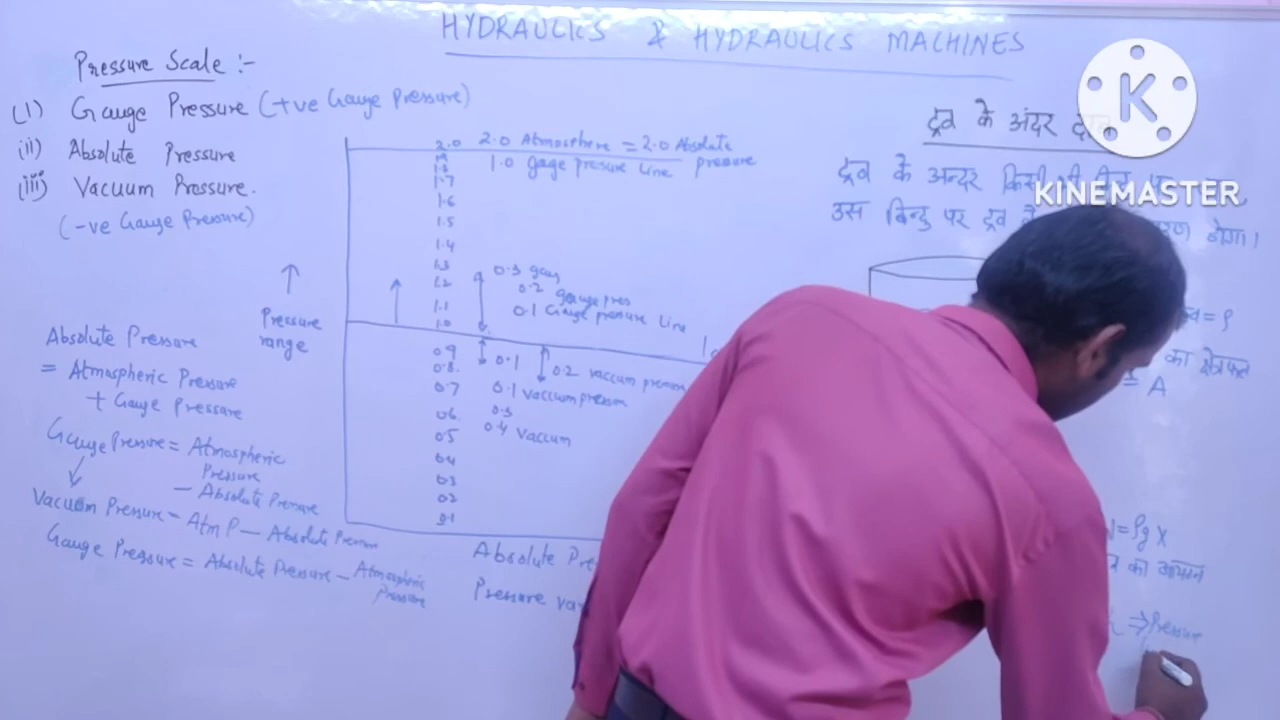 HYDRAULICS & HYDRAULICS MACHINES
Pressure Scale :-
(i) Gauge Pressure (+ve Gauge Pressure)
(ii) Absolute Pressure
(iii) Vacuum Pressure.
(-ve Gauge Pressure)
↑
Pressure
range
Absolute Pressure
= Atmospheric Pressure
+ Gauge Pressure
Gauge Pressure = Atmospheric
Pressure
- Absolute Pressure
Vacuum Pressure - Atm P - Absolute Pressure
Gauge Pressure = Absolute Pressure - Atmospheric
Pressure
2.0 2.0 Atmosphere = 2.0 Absolute
pressure
1.0 gage pressure line
1.8
1.7
1.6
1.5
1.4
1.3
1.2
1.1
1.0
0.3 gau
0.2 gauge pres
0.1 Gauge pressure Line
0.9
0.8
0.7
0.6
0.5
0.4
0.3
0.2
0.1
0.1
0.2 vaccum pressure
0.1 Vaccum pressure
0.3
0.4 Vaccum
Absolute Pre
Pressure va
द्रव के अंदर
द्रव के अन्दर किसी भी
उस बिन्दु पर द्रव
होगा।
= ρ
का क्षेत्रफल
= A
= ρg X
का आयतन
⇒ Pressure
K
KINEMASTER